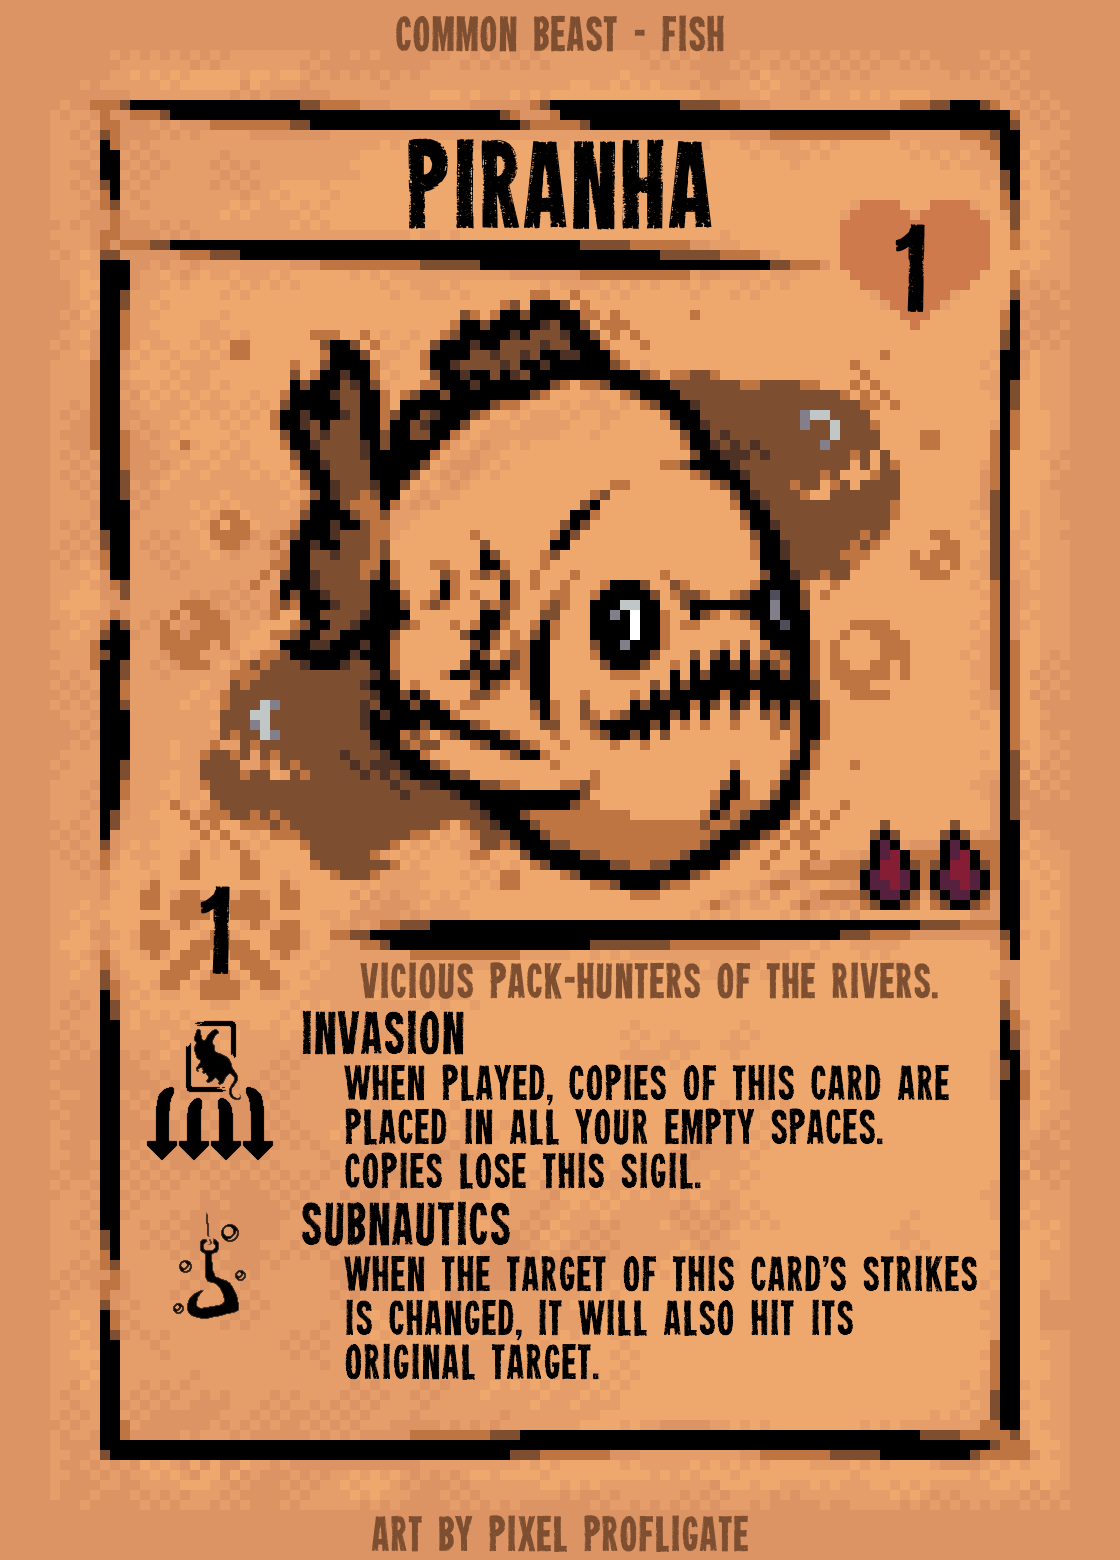 COMMON BEAST - FISH
PIRANHA
1
1
VICIOUS PACK-HUNTERS OF THE RIVERS.
INVASION
WHEN PLAYED, COPIES OF THIS CARD ARE
PLACED IN ALL YOUR EMPTY SPACES.
COPIES LOSE THIS SIGIL.
SUBNAUTICS
WHEN THE TARGET OF THIS CARD'S STRIKES
IS CHANGED, IT WILL ALSO HIT ITS
ORIGINAL TARGET.
ART BY PIXEL PROFLIGATE